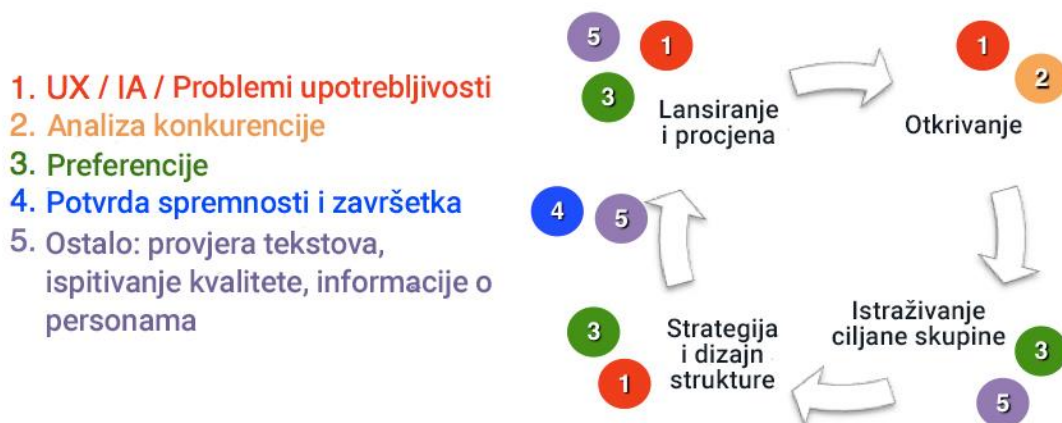 1. UX / IA / Problemi upotrebljivosti
2. Analiza konkurencije
3. Preferencije
4. Potvrda spremnosti i završetka
5. Ostalo: provjera tekstova,
ispitivanje kvalitete, informacije o
personama
5
1
3
Lansiranje
i procjena
1
2
Otkrivanje
4
5
Istraživanje
ciljane skupine
3
5
3
1
Strategija
i dizajn
strukture